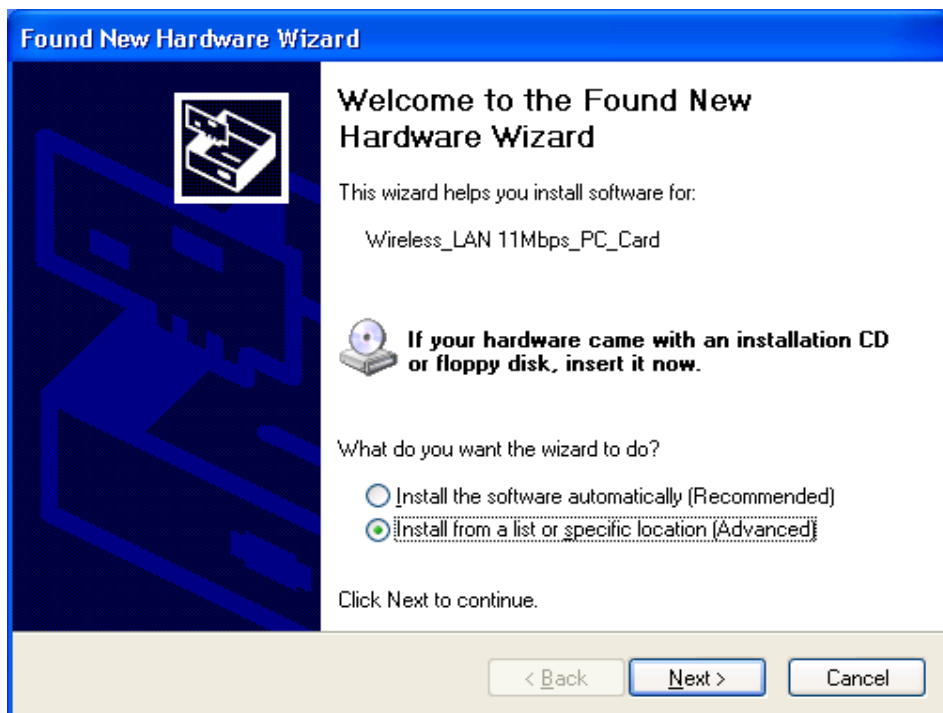 Found New Hardware Wizard
Welcome to the Found New
Hardware Wizard
This wizard helps you install software for:
Wireless_LAN 11Mbps_PC_Card
If your hardware came with an installation CD
or floppy disk, insert it now.
What do you want the wizard to do?
Install the software automatically (Recommended)
Install from a list or specific location (Advanced)
Click Next to continue.
< Back
Next >
Cancel